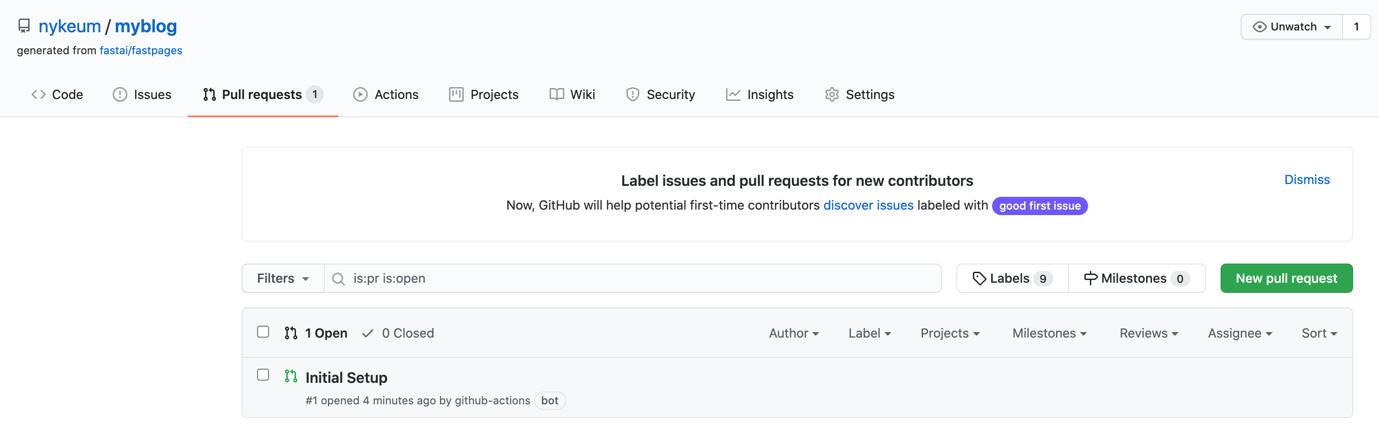 nykeum / myblog
Unwatch 1
generated from fastai/fastpages
Code Issues Pull requests 1 Actions Projects Wiki Security Insights Settings
Label issues and pull requests for new contributors
Dismiss
Now, GitHub will help potential first-time contributors discover issues labeled with good first issue
Filters is:pr is:open Labels 9 Milestones 0 New pull request
1 Open 0 Closed Author Label Projects Milestones Reviews Assignee Sort
Initial Setup
#1 opened 4 minutes ago by github-actions bot